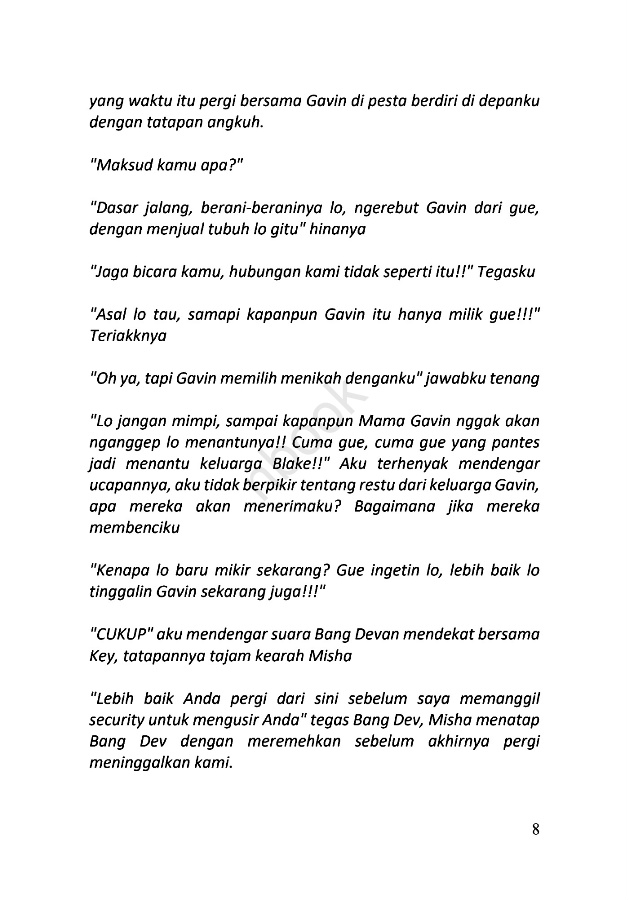 yang waktu itu pergi bersama Gavin di pesta berdiri di depanku
dengan tatapan angkuh.
"Maksud kamu apa?"
"Dasar jalang, berani-beraninya lo, ngerebut Gavin dari gue,
dengan menjual tubuh lo gitu" hinanya
"Jaga bicara kamu, hubungan kami tidak seperti itu!!" Tegasku
"Asal lo tau, samapi kapanpun Gavin itu hanya milik gue!!!"
Teriakknya
"Oh ya, tapi Gavin memilih menikah denganku" jawabku tenang
"Lo jangan mimpi, sampai kapanpun Mama Gavin nggak akan
nganggep lo menantunya!! Cuma gue, cuma gue yang pantes
jadi menantu keluarga Blake!!" Aku terhenyak mendengar
ucapannya, aku tidak berpikir tentang restu dari keluarga Gavin,
apa mereka akan menerimaku? Bagaimana jika mereka
membenciku
"Kenapa lo baru mikir sekarang? Gue ingetin lo, lebih baik lo
tinggalin Gavin sekarang juga!!!"
"CUKUP" aku mendengar suara Bang Devan mendekat bersama
Key, tatapannya tajam kearah Misha
"Lebih baik Anda pergi dari sini sebelum saya memanggil
security untuk mengusir Anda" tegas Bang Dev, Misha menatap
Bang Dev dengan meremehkan sebelum akhirnya pergi
meninggalkan kami.
8